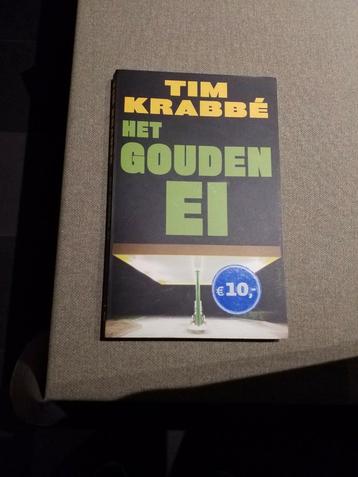 TIM
KRABBÉ
HET
GOUDEN
EI
€ 10,-